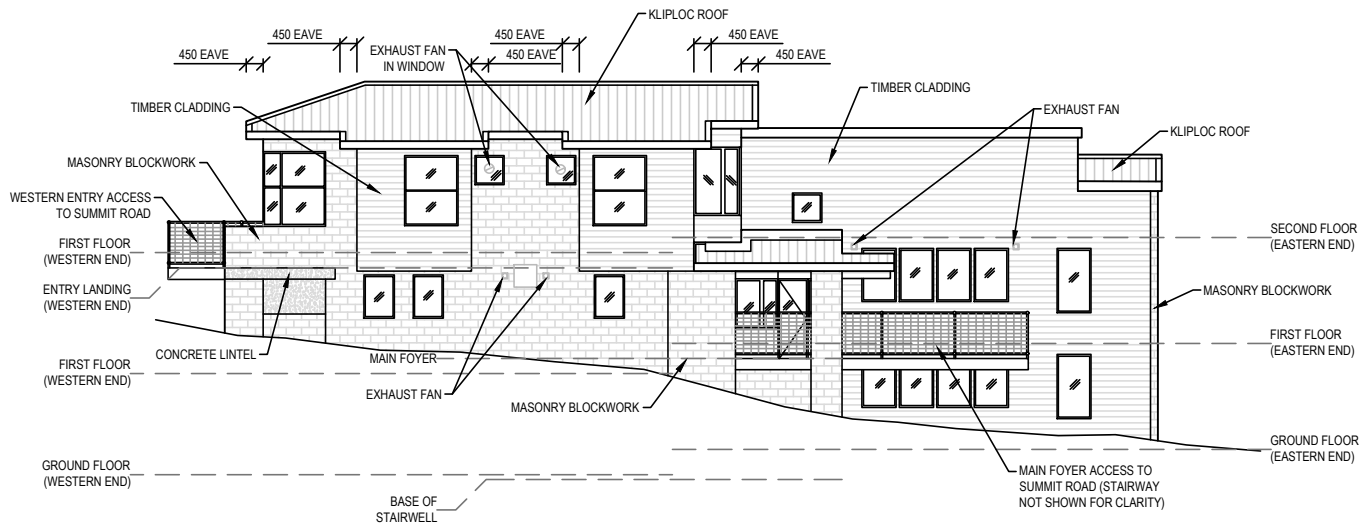 KLIPLOC ROOF
450 EAVE
450 EAVE
EXHAUST FAN
IN WINDOW
450 EAVE
450 EAVE
450 EAVE
450 EAVE
TIMBER CLADDING
TIMBER CLADDING
EXHAUST FAN
KLIPLOC ROOF
MASONRY BLOCKWORK
WESTERN ENTRY ACCESS
TO SUMMIT ROAD
FIRST FLOOR
(WESTERN END)
SECOND FLOOR
(EASTERN END)
ENTRY LANDING
(WESTERN END)
MASONRY BLOCKWORK
CONCRETE LINTEL
MAIN FOYER
FIRST FLOOR
(EASTERN END)
FIRST FLOOR
(WESTERN END)
EXHAUST FAN
MASONRY BLOCKWORK
GROUND FLOOR
(WESTERN END)
GROUND FLOOR
(EASTERN END)
MAIN FOYER ACCESS TO
SUMMIT ROAD (STAIRWAY
NOT SHOWN FOR CLARITY)
BASE OF
STAIRWELL